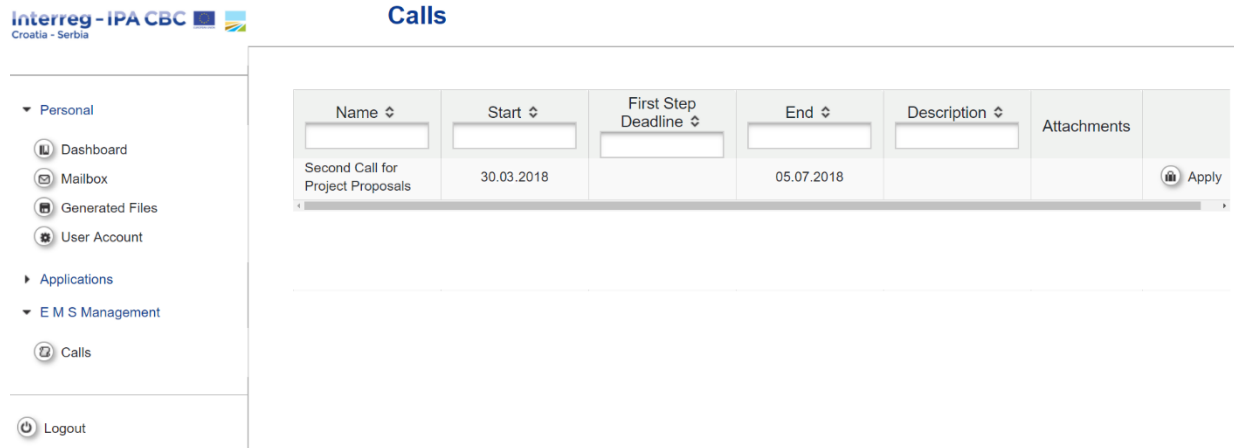 Interreg - IPA CBC
Croatia - Serbia
Calls
Personal
Dashboard
Mailbox
Generated Files
User Account
Applications
E M S Management
Calls
Logout
Name
Start
First Step
Deadline
End
Description
Attachments
Second Call for
Project Proposals
30.03.2018
05.07.2018
Apply